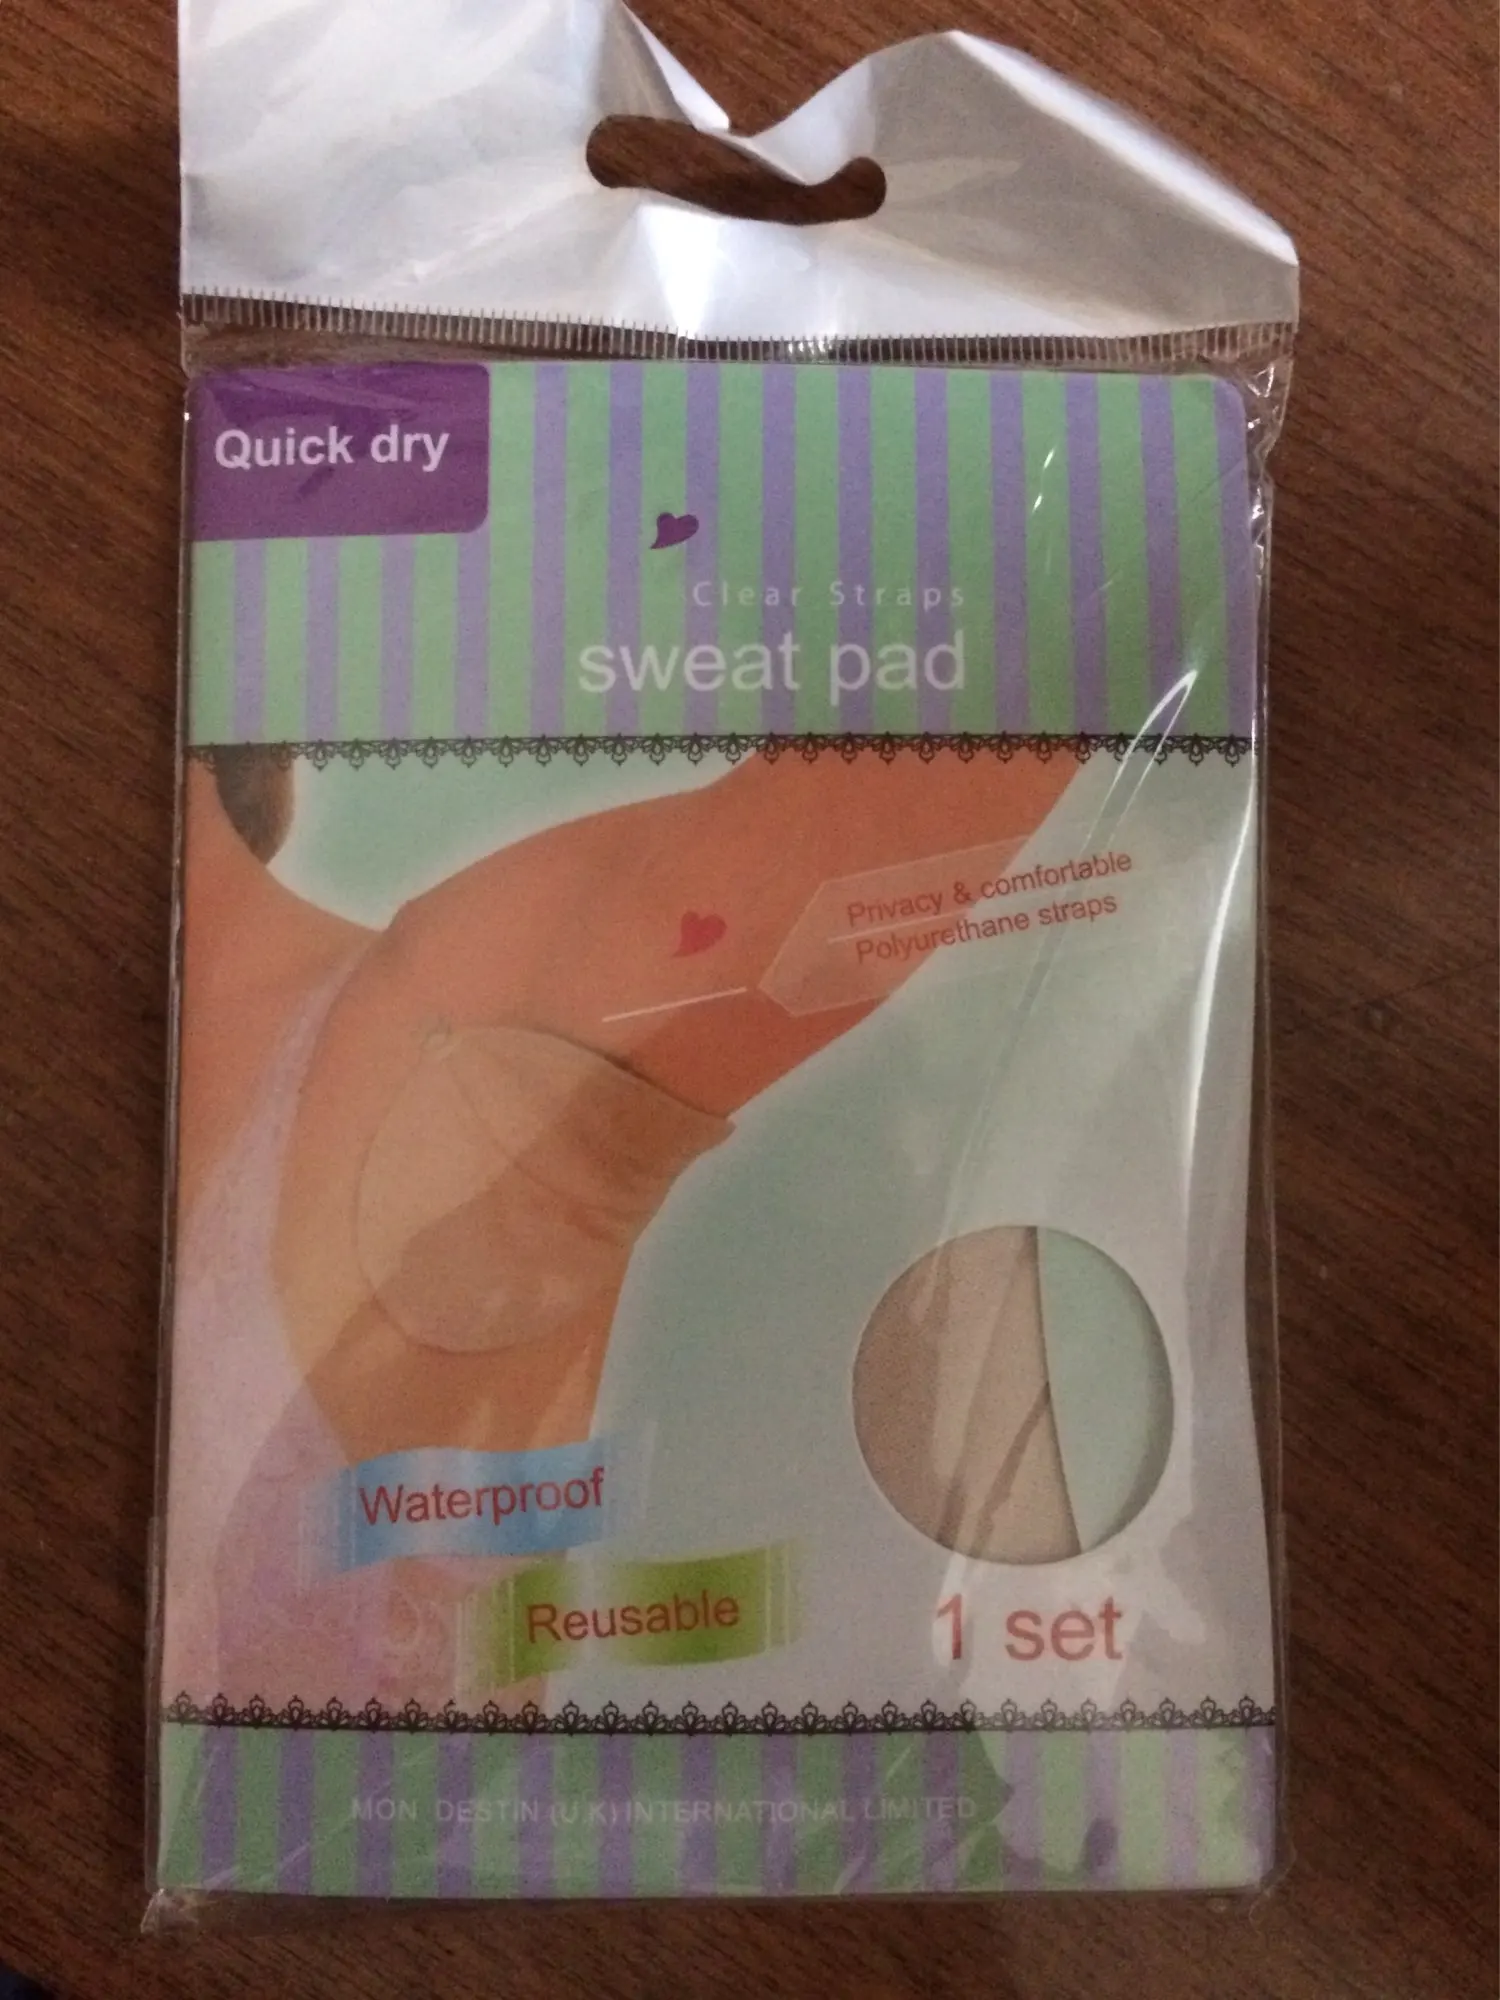 Quick dry
Clear Straps
sweat pad
Privacy & comfortable
Polyurethane straps
Waterproof
Reusable
1 set
MON DESTIN (U.K) INTERNATIONAL LIMITED